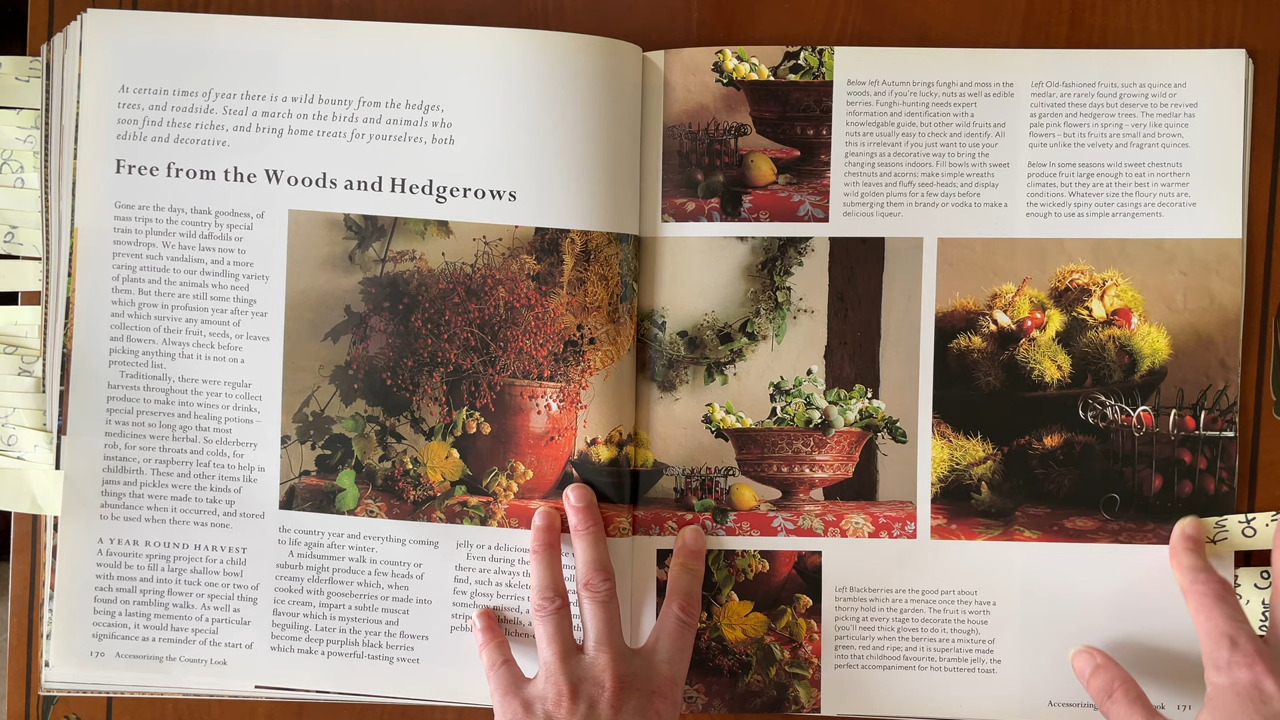 At certain times of year there is a wild bounty from the hedges,
trees, and roadside. Steal a march on the birds and animals who
soon find these riches, and bring home treats for yourselves, both
edible and decorative.
Free from the Woods and Hedgerows
Gone are the days, thank goodness, of
mass trips to the country by special
train to plunder wild daffodils or
snowdrops. We have laws now to
prevent such vandalism, and a more
caring attitude to our dwindling variety
of plants and the animals who need
them. But there are still some things
which grow in profusion year after year
and which survive any amount of
collection of their fruit, seeds, or leaves
and flowers. Always check before
picking anything that it is not on a
protected list.
Traditionally, there were regular
harvests throughout the year to collect
produce to make into wines or drinks,
special preserves and healing potions –
it was not so long ago that most
medicines were herbal. So elderberry
rob, for sore throats and colds, for
instance, or raspberry leaf tea to help in
childbirth. These and other items like
jams and pickles were the kinds of
things that were made to take up
abundance when it occurred, and stored
to be used when there was none.
A YEAR ROUND HARVEST
A favourite spring project for a child
would be to fill a large shallow bowl
with moss and into it tuck one or two of
each small spring flower or special thing
found on rambling walks. As well as
being a lasting memento of a particular
occasion, it would have special
significance as a reminder of the start of
the country year and everything coming
to life again after winter.
A midsummer walk in country or
suburb might produce a few heads of
creamy elderflower which, when
cooked with gooseberries or made into
ice cream, impart a subtle muscat
flavour which is mysterious and
beguiling. Later in the year the flowers
become deep purplish black berries
which make a powerful-tasting sweet
jelly or a delicious
Even during the
there are always th
find, such as skelet
few glossy berries
somehow missed, a
lichen-
170 Accessorizing the Country Look
Below left Autumn brings funghi and moss in the
woods, and if you're lucky, nuts as well as edible
berries. Funghi-hunting needs expert
information and identification with a
knowledgable guide, but other wild fruits and
nuts are usually easy to check and identify. All
this is irrelevant if you just want to use your
gleanings as a decorative way to bring the
changing seasons indoors. Fill bowls with sweet
chestnuts and acorns; make simple wreaths
with leaves and fluffy seed-heads; and display
wild golden plums for a few days before
submerging them in brandy or vodka to make a
delicious liqueur.
Left Old-fashioned fruits, such as quince and
medlar, are rarely found growing wild or
cultivated these days but deserve to be revived
as garden and hedgerow trees. The medlar has
pale pink flowers in spring – very like quince
flowers – but its fruits are small and brown,
quite unlike the velvety and fragrant quinces.
Below In some seasons wild sweet chestnuts
produce fruit large enough to eat in northern
climates, but they are at their best in warmer
conditions. Whatever size the floury nuts are,
the wickedly spiny outer casings are decorative
enough to use as simple arrangements.
Left Blackberries are the good part about
brambles which are a menace once they have a
thorny hold in the garden. The fruit is worth
picking at every stage to decorate the house
(you'll need thick gloves to do it, though),
particularly when the berries are a mixture of
green, red and ripe; and it is superlative made
into that childhood favourite, bramble jelly, the
perfect accompaniment for hot buttered toast.
Accessorizing ook 171
of